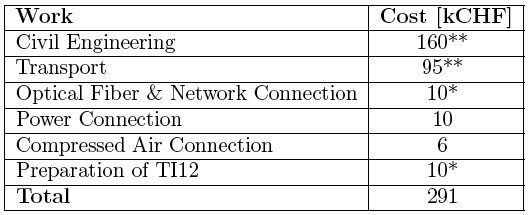 Work Cost [kCHF]
Civil Engineering 160**
Transport 95**
Optical Fiber & Network Connection 10*
Power Connection 10
Compressed Air Connection 6
Preparation of TI12 10*
Total 291